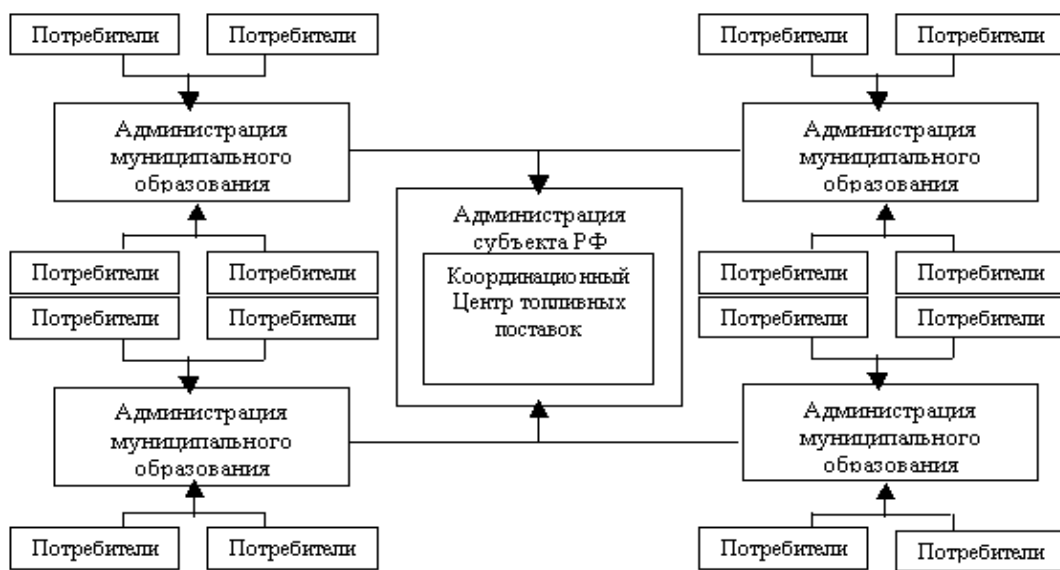 Потребители
Потребители
Потребители
Потребители
Администрация
муниципального
образования
Администрация
муниципального
образования
Администрация
субъекта РФ
Координационный
Центр топливных
поставок
Потребители
Потребители
Потребители
Потребители
Потребители
Потребители
Потребители
Потребители
Администрация
муниципального
образования
Администрация
муниципального
образования
Потребители
Потребители
Потребители
Потребители